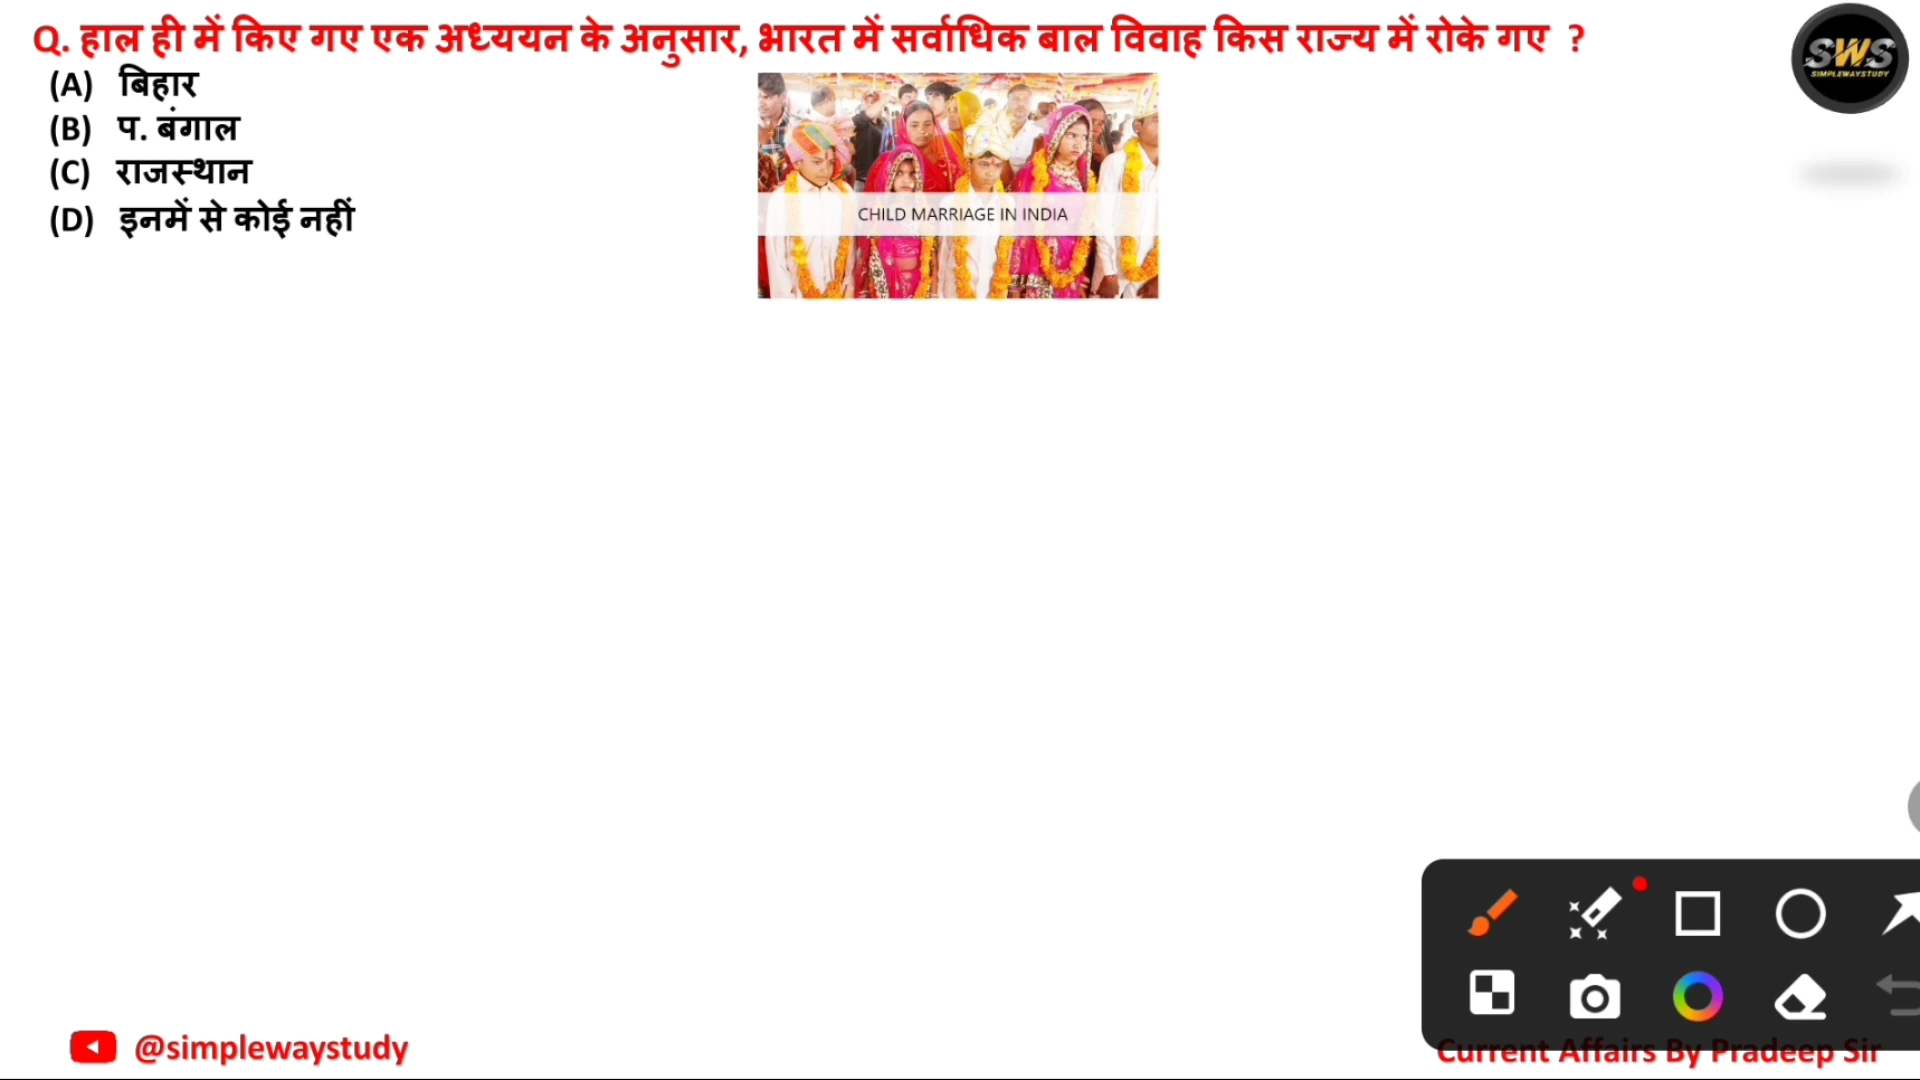 Q. हाल ही में किए गए एक अध्ययन के अनुसार, भारत में सर्वाधिक बाल विवाह किस राज्य में रोके गए ?
SWS
SIMPLEWAYSTUDY
(A) बिहार
(B) प. बंगाल
(C) राजस्थान
(D) इनमें से कोई नहीं
CHILD MARRIAGE IN INDIA
@simplewaystudy
Current Affairs By Pradeep Sir